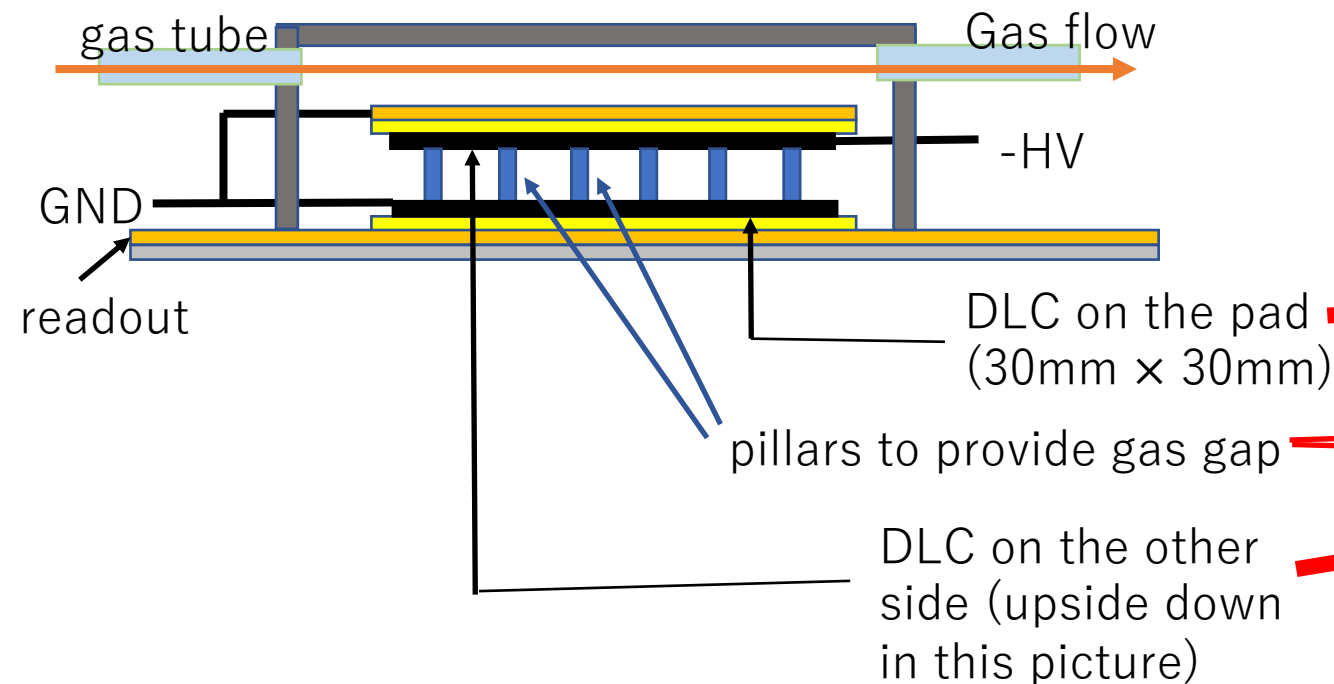 gas tube
Gas flow
-HV
GND
readout
DLC on the pad
(30mm × 30mm)
pillars to provide gas gap
DLC on the other
side (upside down
in this picture)